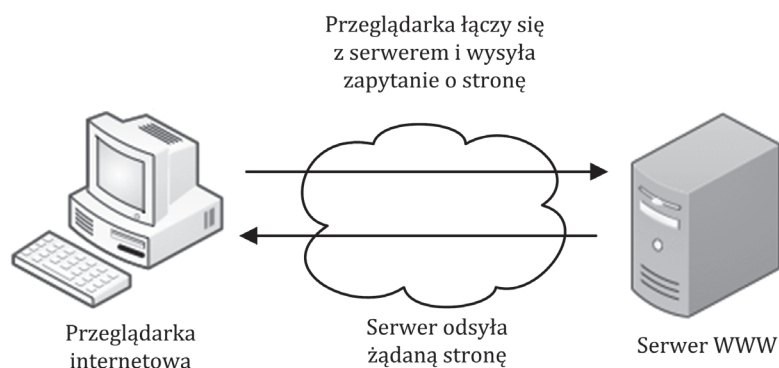 Przeglądarka łączy się
z serwerem i wysyła
zapytanie o stronę
Przeglądarka
internetowa
Serwer odsyła
żądaną stronę
Serwer WWW